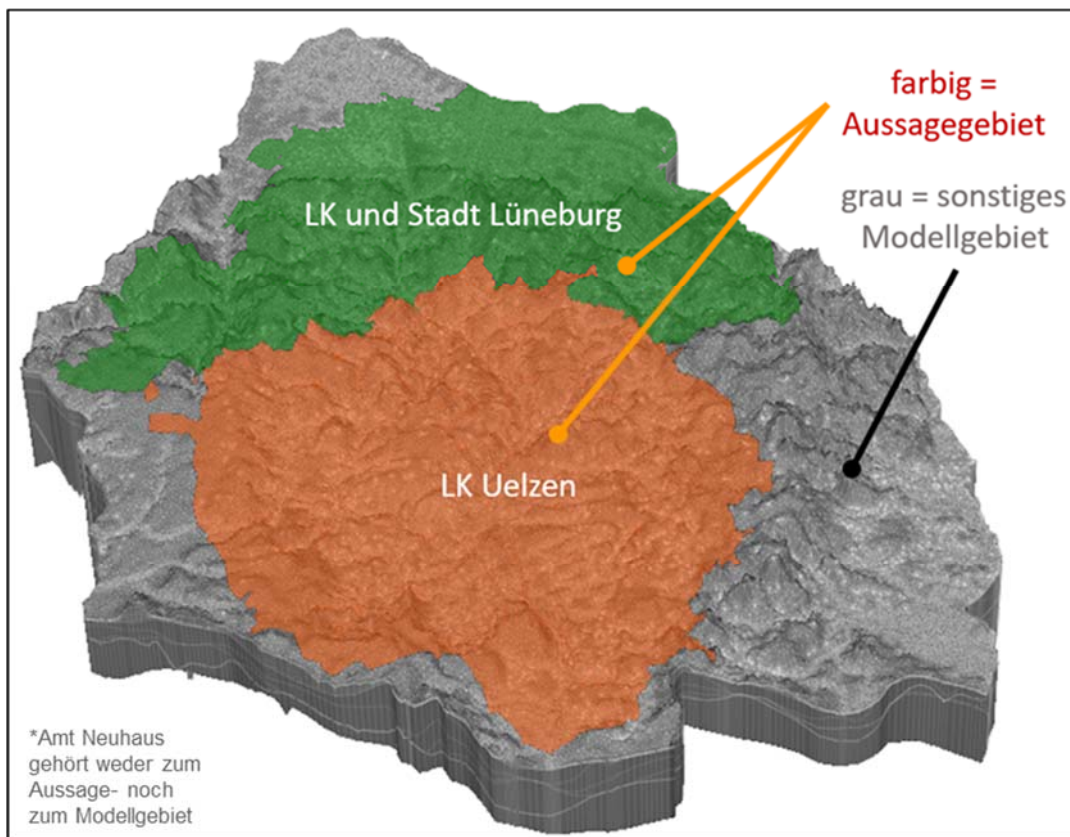 farbig =
Aussagegebiet
grau = sonstiges
Modellgebiet
LK und Stadt Lüneburg
LK Uelzen
*Amt Neuhaus
gehört weder zum
Aussage- noch
zum Modellgebiet